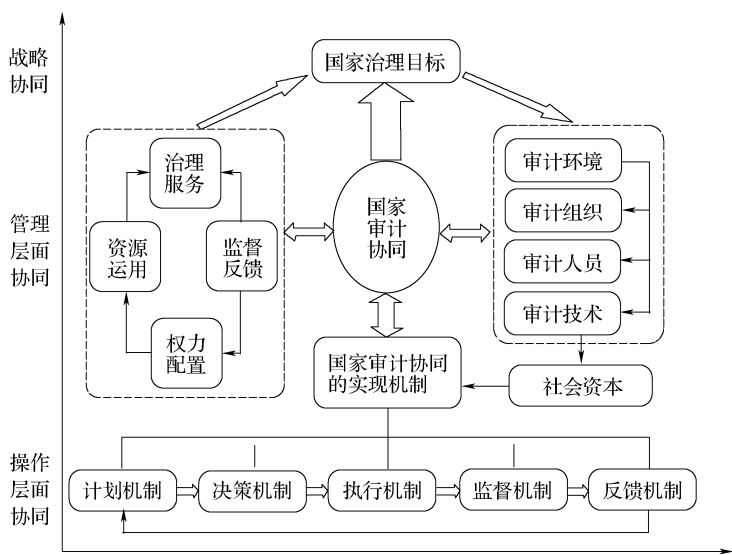 战略
协同
国家治理目标
管理
层面
协同
治理
服务
资源
运用
监督
反馈
权力
配置
国家
审计
协同
审计环境
审计组织
审计人员
审计技术
国家审计协同
的实现机制
社会资本
操作
层面
协同
计划机制
决策机制
执行机制
监督机制
反馈机制